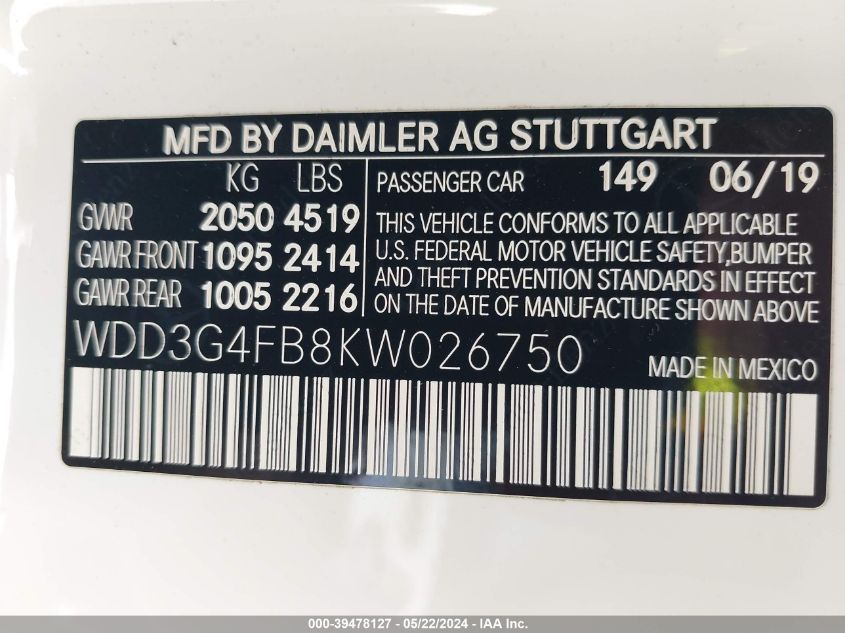 MFD BY DAIMLER AG STUTTGART
KG LBS
GVWR 2050 4519
GAWR FRONT 1095 2414
GAWR REAR 1005 2216
PASSENGER CAR 149 06/19
THIS VEHICLE CONFORMS TO ALL APPLICABLE
U.S. FEDERAL MOTOR VEHICLE SAFETY,BUMPER
AND THEFT PREVENTION STANDARDS IN EFFECT
ON THE DATE OF MANUFACTURE SHOWN ABOVE
WDD3G4FB8KW026750 MADE IN MEXICO
000-39478127 - 05/22/2024 - IAA Inc.